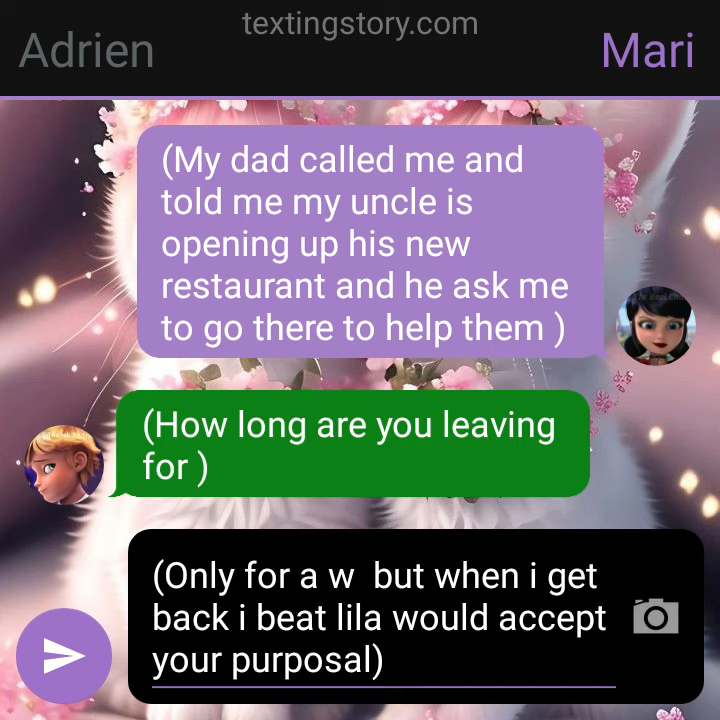 textingstory.com
Adrien
Mari
(My dad called me and
told me my uncle is
opening up his new
restaurant and he ask me
to go there to help them )
(How long are you leaving
for )
(Only for a w  but when i get
back i beat lila would accept
your purposal)